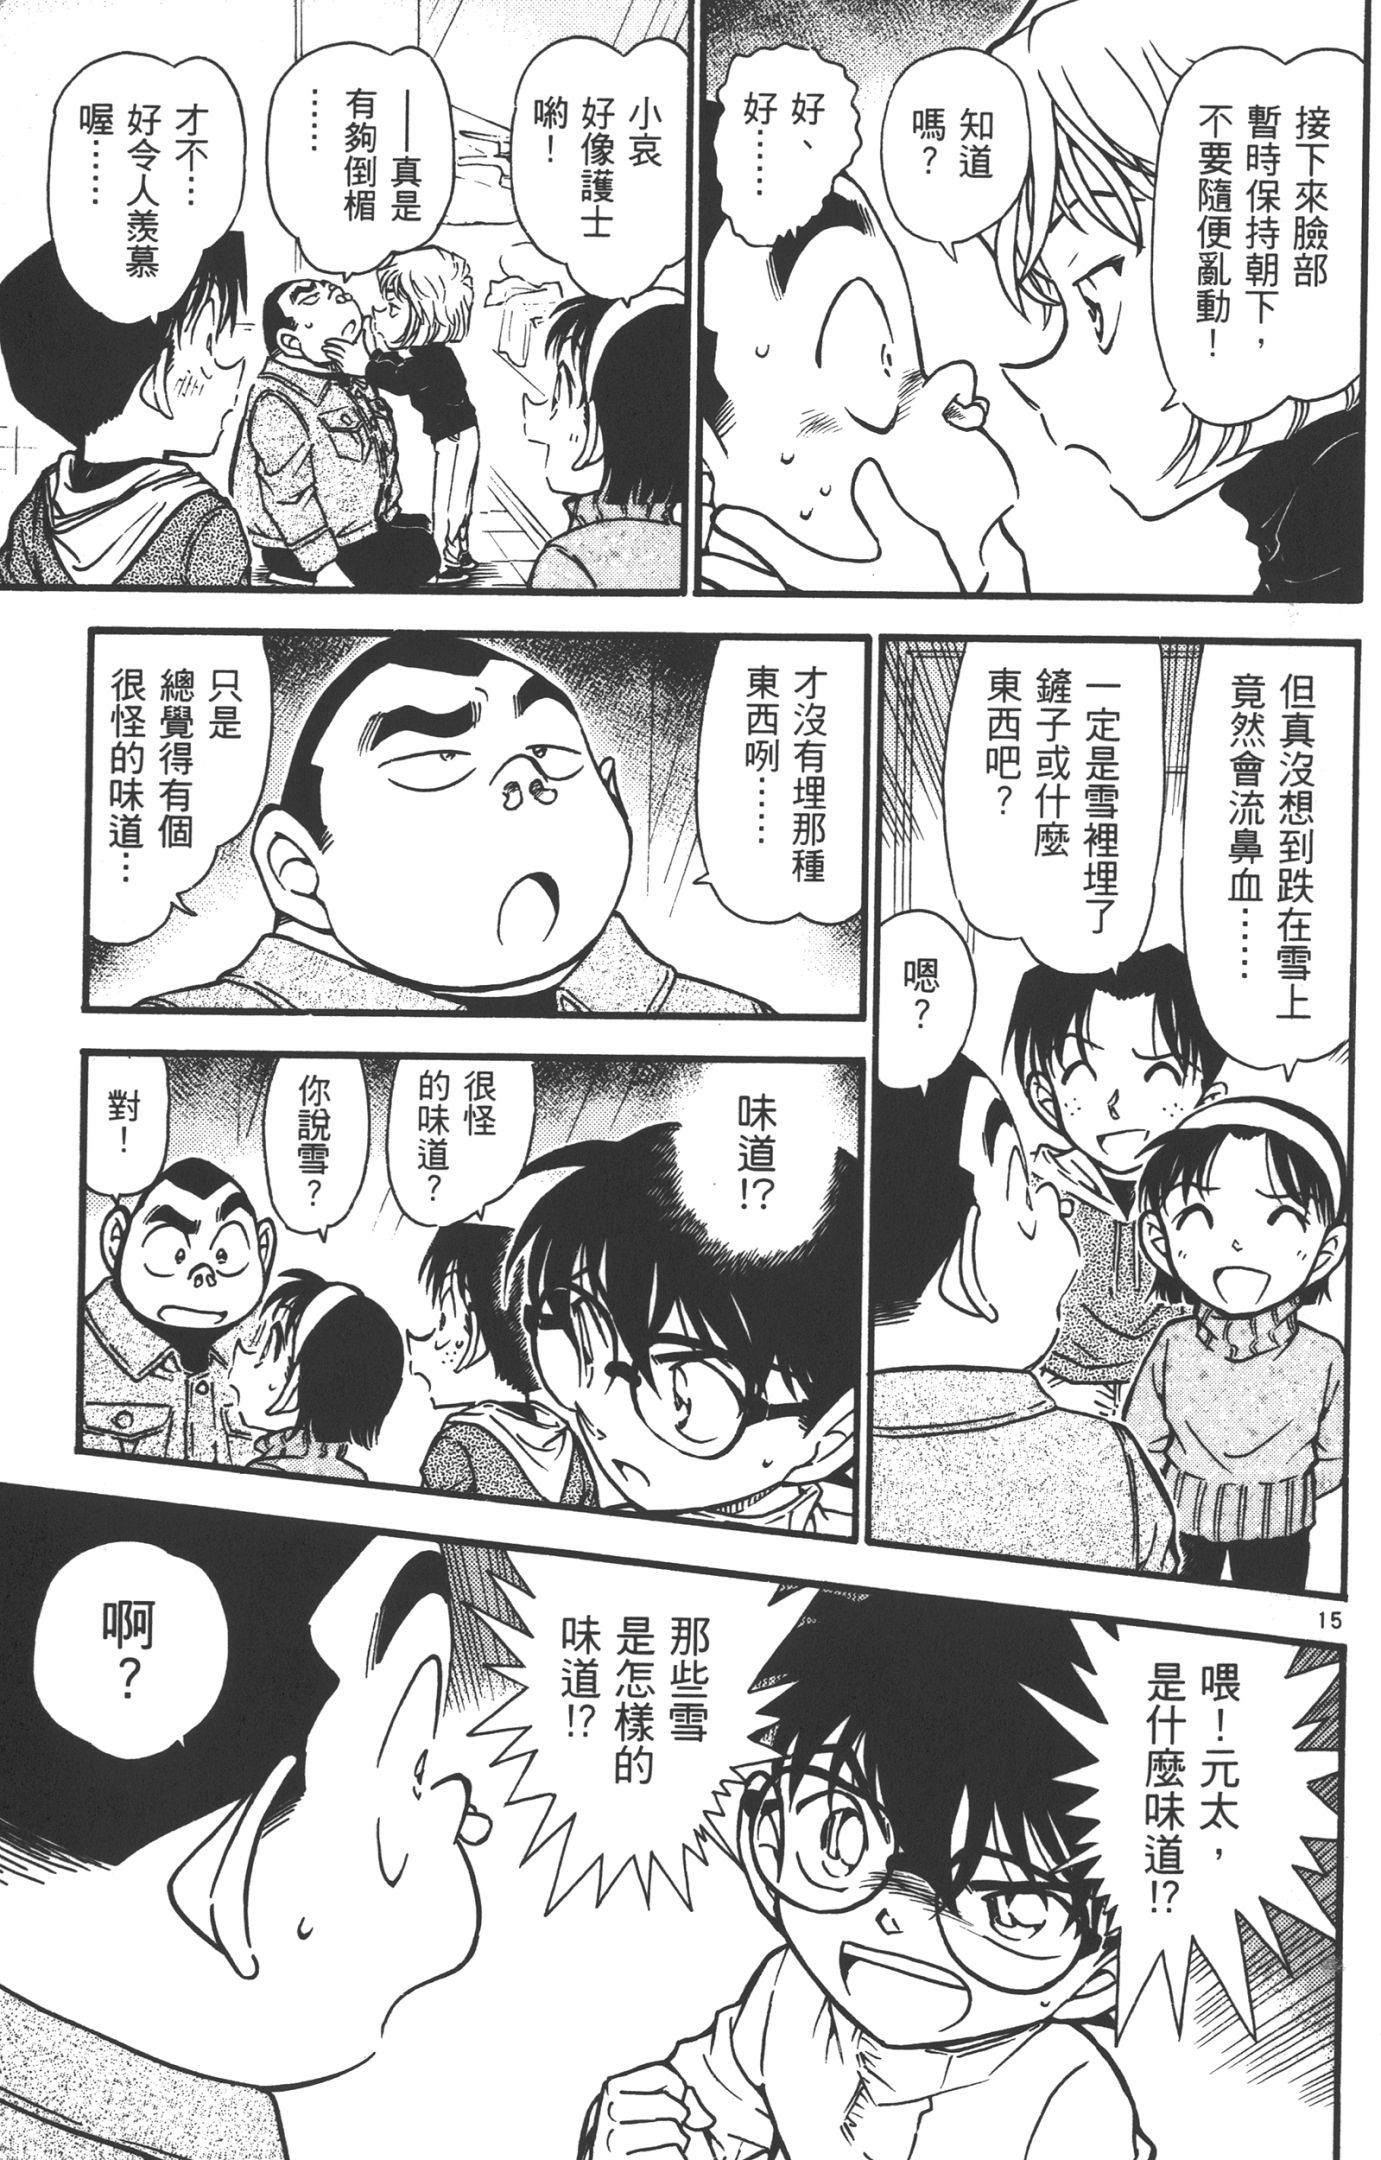 接下來臉部
暫時保持朝下，
不要隨便亂動！
知道
嗎？
好、
好……
小哀
好像護士
喲！
——真是
有夠倒楣
……
才不…
好令人羨慕
喔……
但真沒想到跌在雪上
竟然會流鼻血……
一定是雪裡埋了
鏟子或什麼
東西吧？
嗯？
才沒有埋那種
東西咧……
只是
總覺得有個
很怪的味道…
味道!?
很怪
的味道？
你說雪？
對！
15
喂！元太，
是什麼味道!?
那些雪
是怎樣的
味道!?
啊？